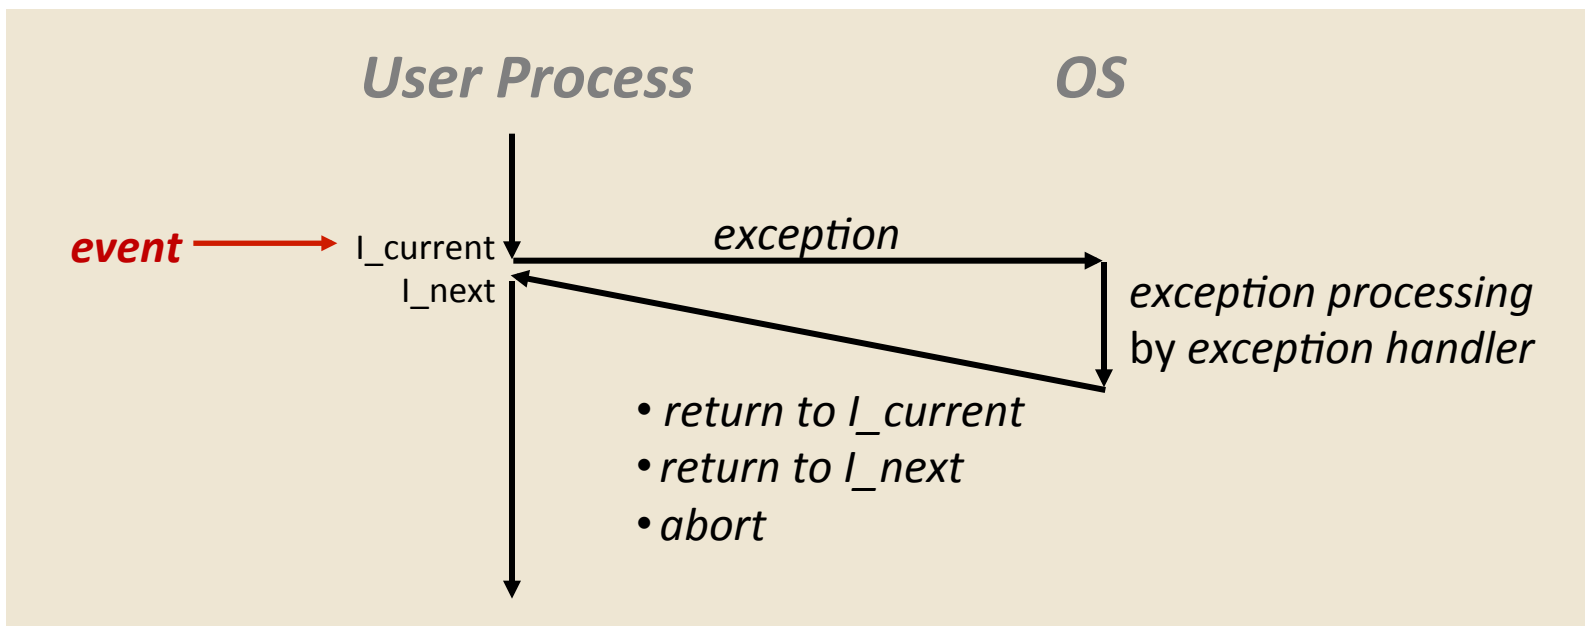 User Process
OS
event
I_current
exception
I_next
exception processing
by exception handler
• return to I_current
• return to I_next
• abort